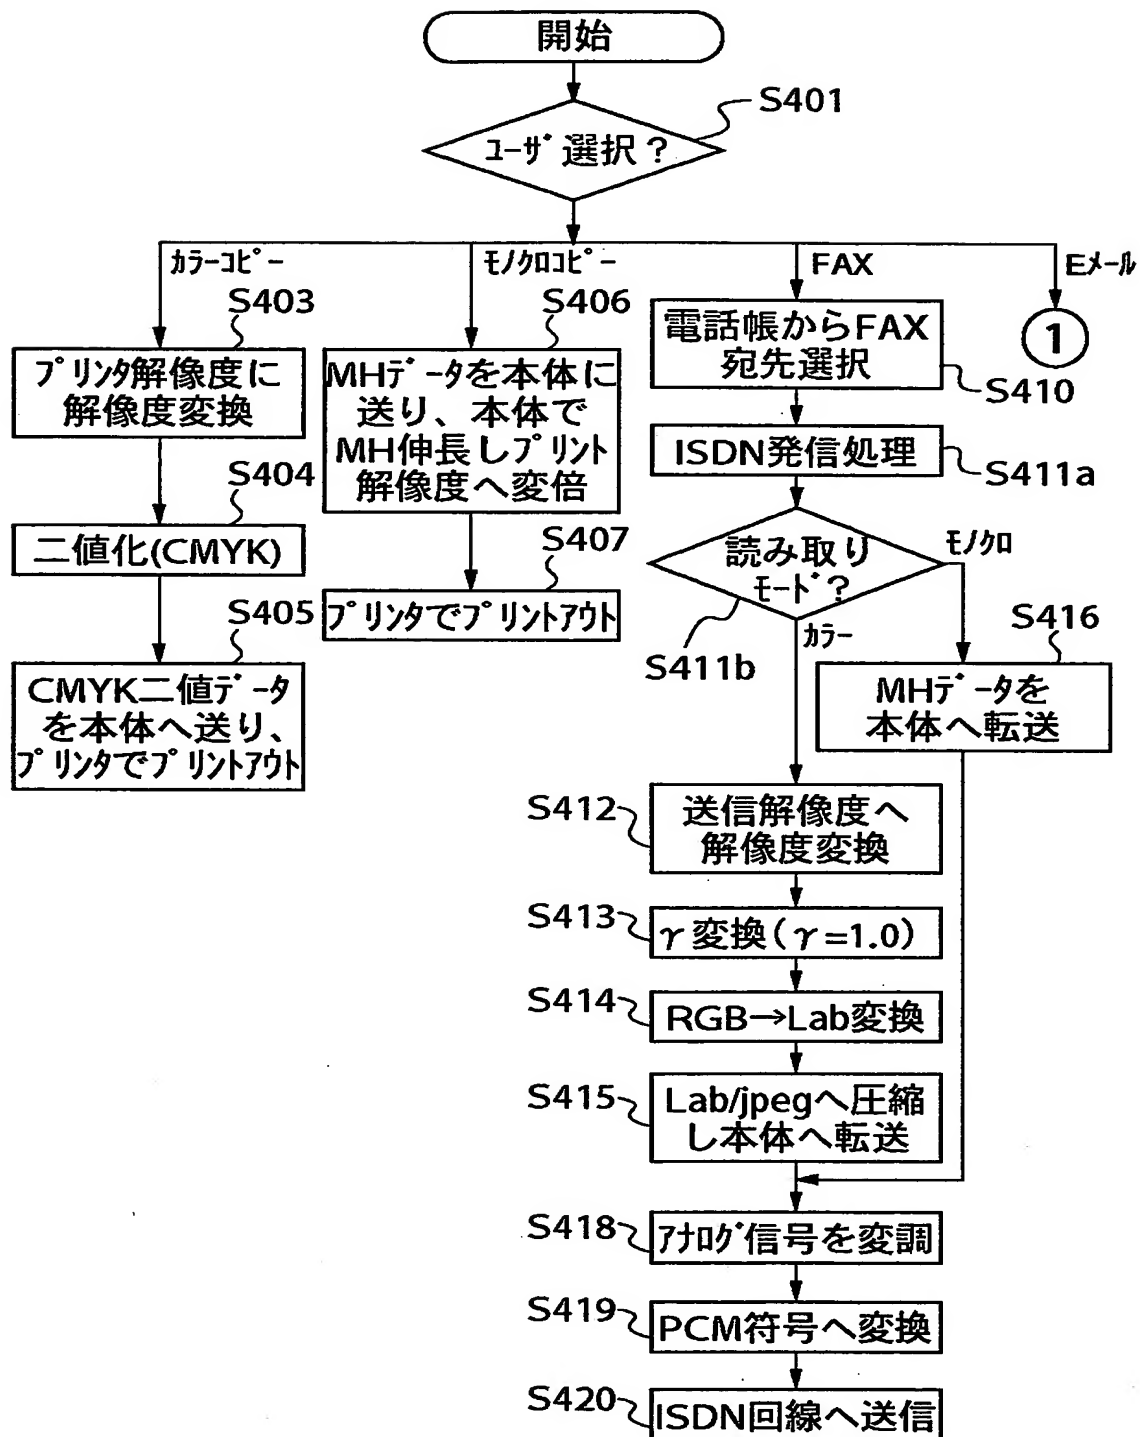 開始
S401
ﾕｰｻﾞ選択？
ｶﾗｰｺﾋﾟｰ
S403
ﾌﾟﾘﾝﾀ解像度に
解像度変換
S404
二値化(CMYK)
S405
CMYK二値ﾃﾞｰﾀ
を本体へ送り、
ﾌﾟﾘﾝﾀでﾌﾟﾘﾝﾄｱｳﾄ
ﾓﾉｸﾛｺﾋﾟｰ
S406
MHﾃﾞｰﾀを本体に
送り、本体で
MH伸長しﾌﾟﾘﾝﾄ
解像度へ変倍
S407
ﾌﾟﾘﾝﾀでﾌﾟﾘﾝﾄｱｳﾄ
FAX
電話帳からFAX
宛先選択
S410
ISDN発信処理
S411a
読み取り
ﾓｰﾄﾞ？
S411b
ﾓﾉｸﾛ
S416
MHﾃﾞｰﾀを
本体へ転送
ｶﾗｰ
S412
送信解像度へ
解像度変換
S413
γ変換(γ=1.0)
S414
RGB→Lab変換
S415
Lab/jpegへ圧縮
し本体へ転送
S418
ｱﾅﾛｸﾞ信号を変調
S419
PCM符号へ変換
S420
ISDN回線へ送信
Eﾒｰﾙ
1